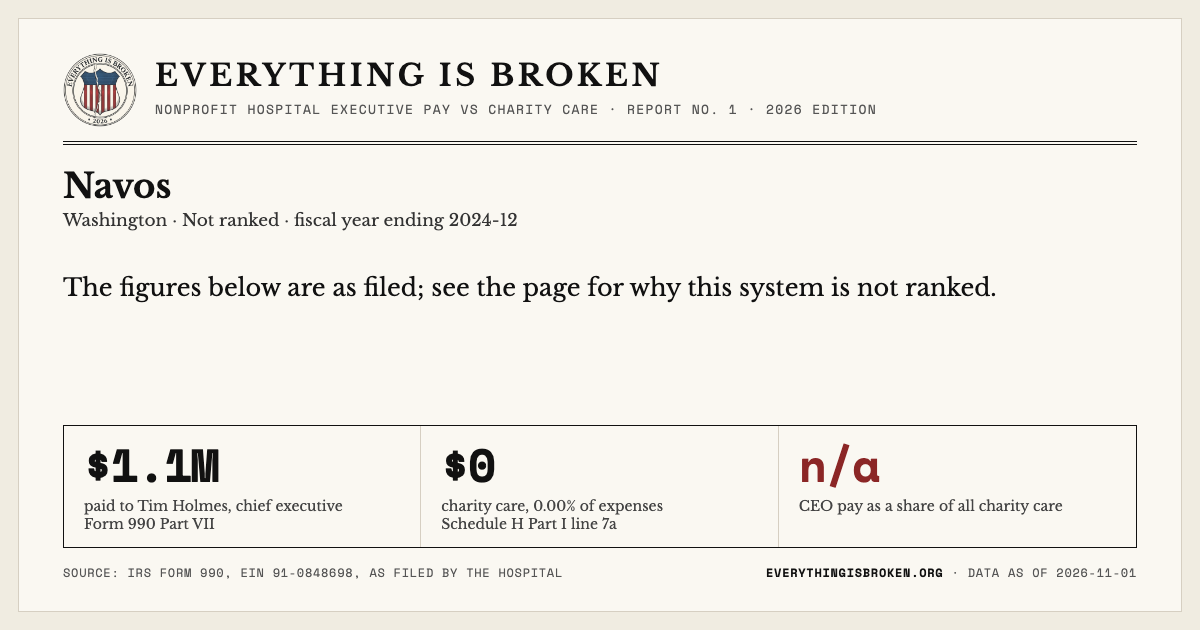 EVERYTHING IS BROKEN
· 2026 ·
EVERYTHING IS BROKEN
NONPROFIT HOSPITAL EXECUTIVE PAY VS CHARITY CARE · REPORT NO. 1 · 2026 EDITION
Navos
Washington · Not ranked · fiscal year ending 2024-12
The figures below are as filed; see the page for why this system is not ranked.
$1.1M
paid to Tim Holmes, chief executive
Form 990 Part VII
$0
charity care, 0.00% of expenses
Schedule H Part I line 7a
n/a
CEO pay as a share of all charity care
SOURCE: IRS FORM 990, EIN 91-0848698, AS FILED BY THE HOSPITAL
EVERYTHINGISBROKEN.ORG · DATA AS OF 2026-11-01